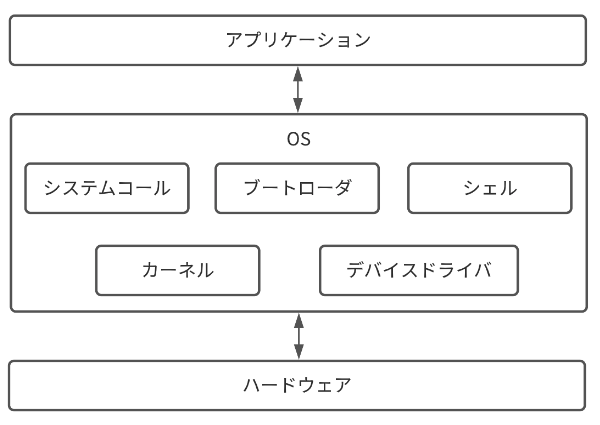 アプリケーション
OS
システムコール
ブートローダ
シェル
カーネル
デバイスドライバ
ハードウェア